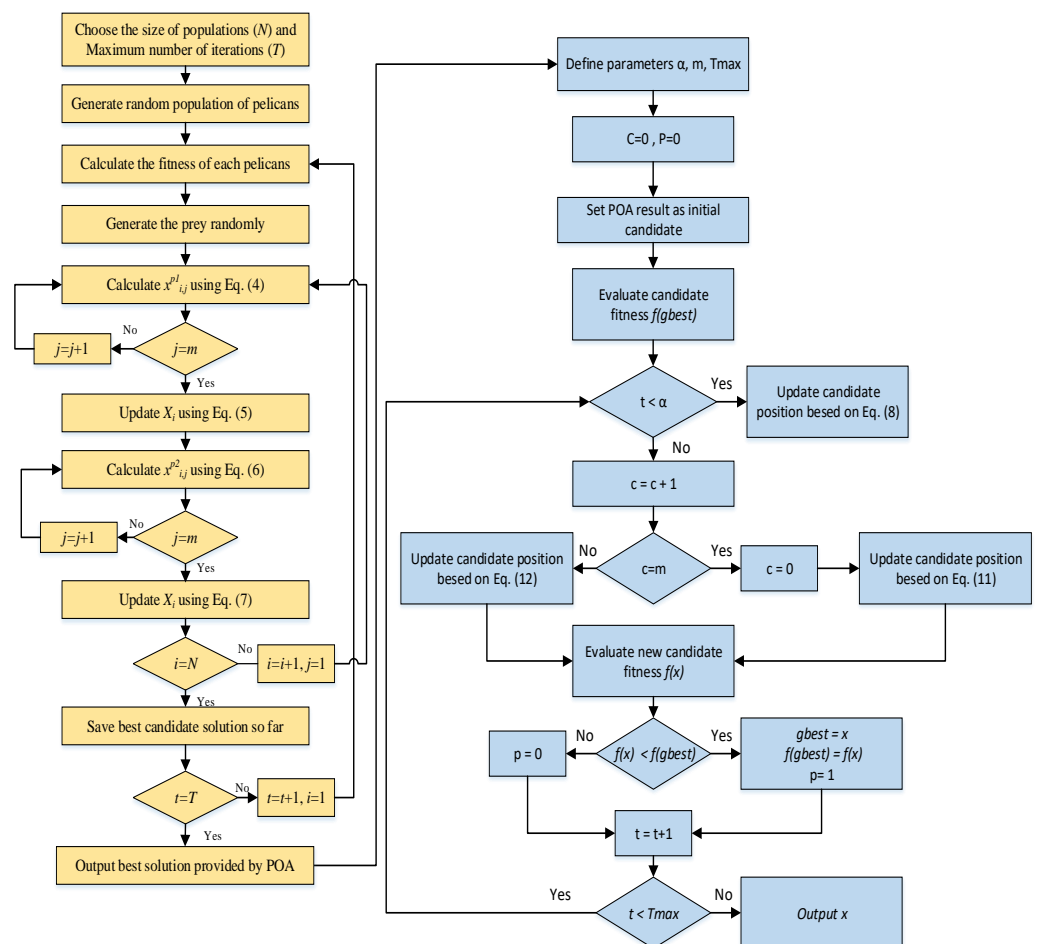 Choose the size of populations (N) and
Maximum number of iterations (T)
Generate random population of pelicans
Calculate the fitness of each pelicans
Generate the prey randomly
Calculate x^p1_i,j using Eq. (4)
j=m
No
j=j+1
Yes
Update X_i using Eq. (5)
Calculate x^p2_i,j using Eq. (6)
j=m
No
j=j+1
Yes
Update X_i using Eq. (7)
i=N
No
i=i+1, j=1
Yes
Save best candidate solution so far
t=T
No
t=t+1, i=1
Yes
Output best solution provided by POA
Define parameters α, m, Tmax
C=0 , P=0
Set POA result as initial
candidate
Evaluate candidate
fitness f(gbest)
t < α
Yes
Update candidate
position besed on Eq. (8)
No
c = c + 1
c=m
No
Update candidate position
besed on Eq. (12)
Yes
c = 0
Update candidate position
besed on Eq. (11)
Evaluate new candidate
fitness f(x)
f(x) < f(gbest)
No
p = 0
Yes
gbest = x
f(gbest) = f(x)
p= 1
t = t+1
t < Tmax
Yes
No
Output x